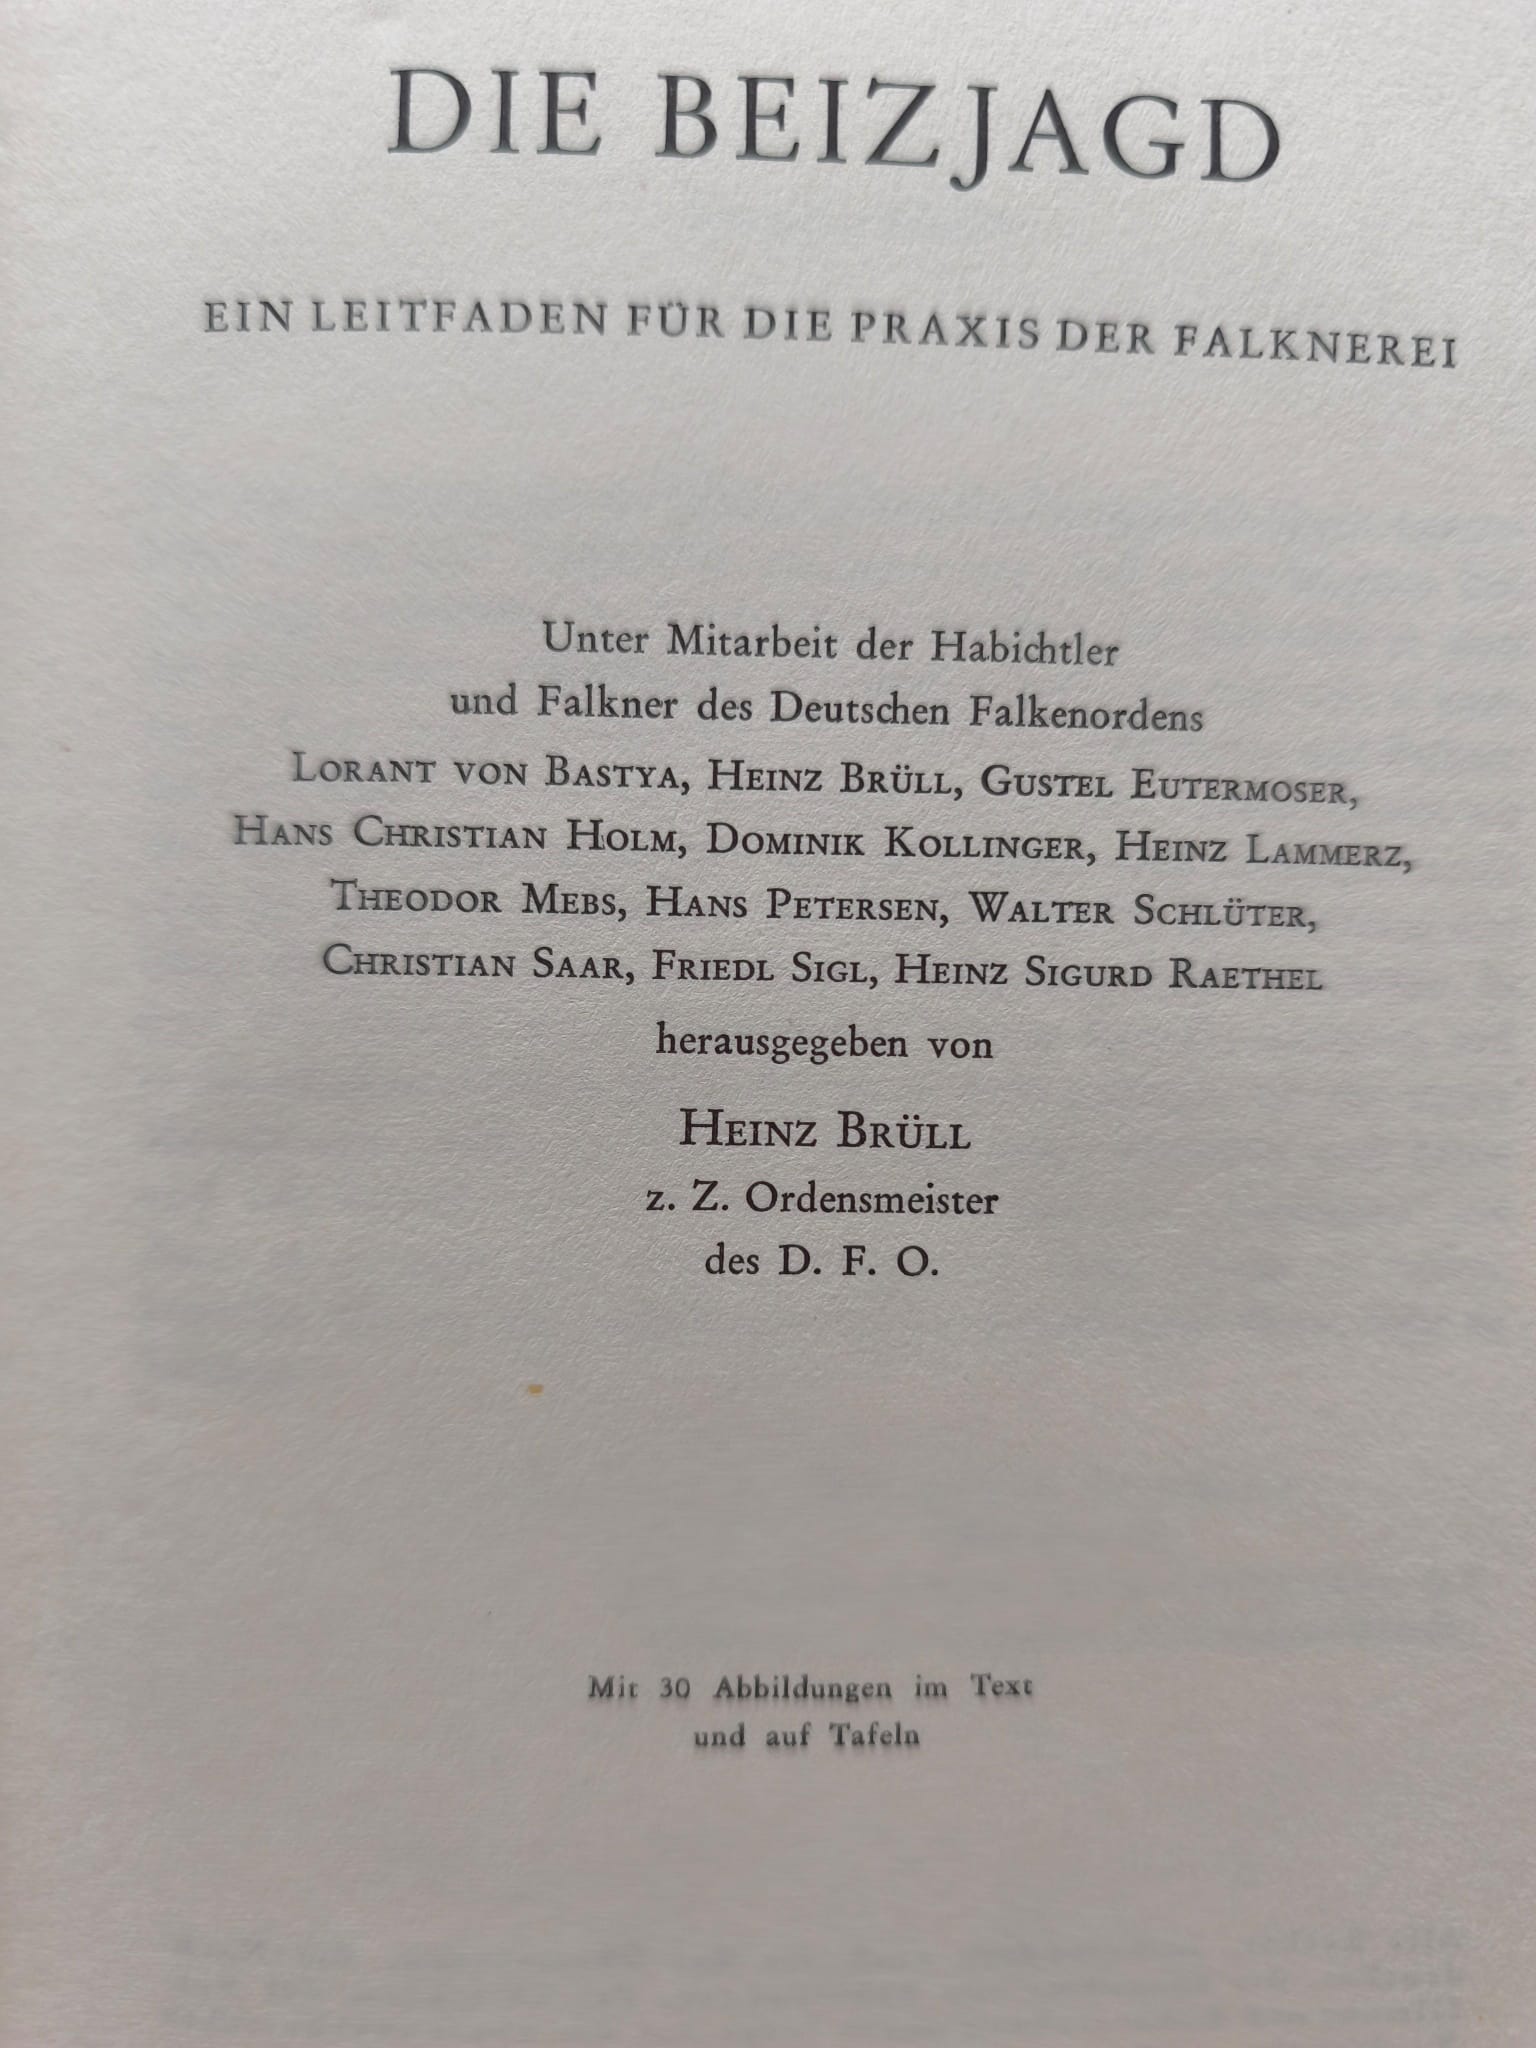 DIE BEIZJAGD
EIN LEITFADEN FÜR DIE PRAXIS DER FALKNEREI
Unter Mitarbeit der Habichtler
und Falkner des Deutschen Falkenordens
LORANT VON BASTYA, HEINZ BRÜLL, GUSTEL EUTERMOSER,
HANS CHRISTIAN HOLM, DOMINIK KOLLINGER, HEINZ LAMMERZ,
THEODOR MEBS, HANS PETERSEN, WALTER SCHLÜTER,
CHRISTIAN SAAR, FRIEDL SIGL, HEINZ SIGURD RAETHEL
herausgegeben von
HEINZ BRÜLL
z. Z. Ordensmeister
des D. F. O.
Mit 30 Abbildungen im Text
und auf Tafeln